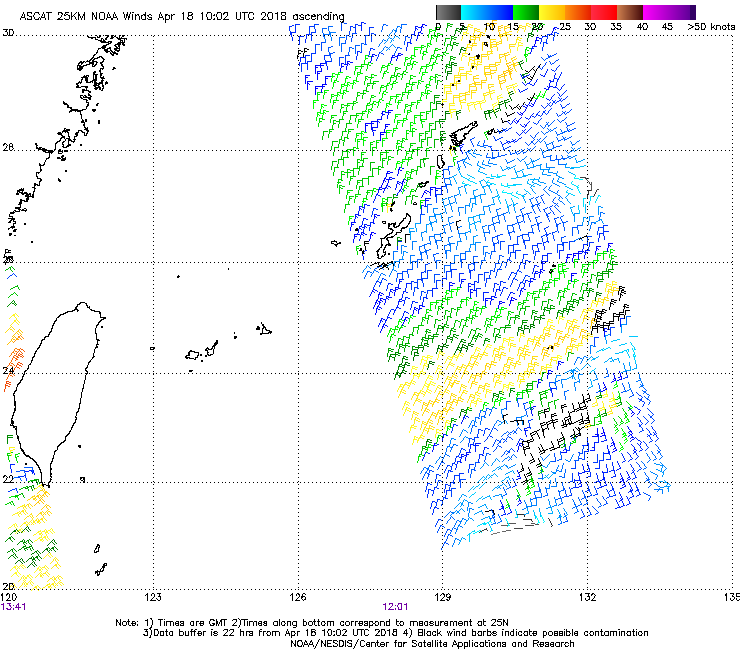 ASCAT 25KM NOAA Winds Apr 18 10:02 UTC 2018 ascending
0 5 10 15 20 25 30 35 40 45 >50 knots
30
28
26
24
22
20
120 123 126 129 132 135
13:41 12:01
Note: 1) Times are GMT 2)Times along bottom correspond to measurement at 25N
3)Data buffer is 22 hrs from Apr 18 10:02 UTC 2018 4) Black wind barbs indicate possible contamination
NOAA/NESDIS/Center for Satellite Applications and Research